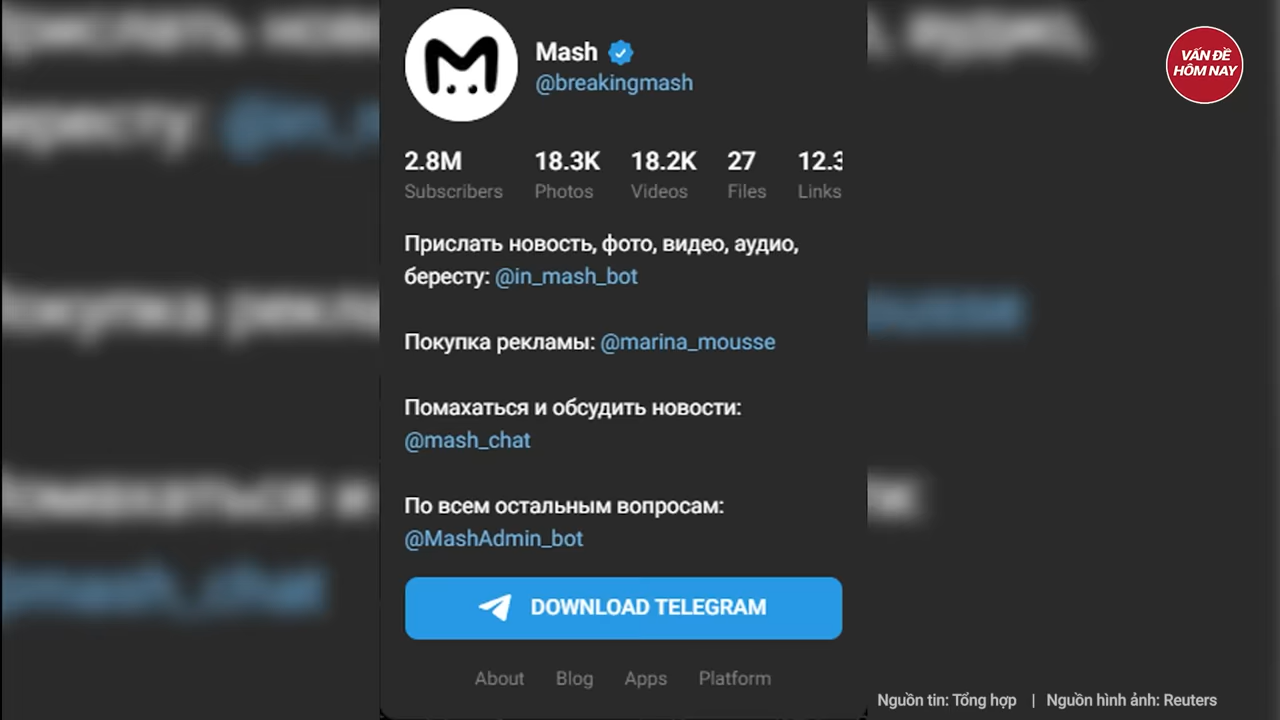 Mash
@breakingmash
VẤN ĐỀ
HÔM NAY
2.8M 18.3K 18.2K 27 12.3
Subscribers Photos Videos Files Links
Прислать новость, фото, видео, аудио,
бересту: @in_mash_bot
Покупка рекламы: @marina_mousse
Помахаться и обсудить новости:
@mash_chat
По всем остальным вопросам:
@MashAdmin_bot
DOWNLOAD TELEGRAM
About Blog Apps Platform
Nguồn tin: Tổng hợp | Nguồn hình ảnh: Reuters